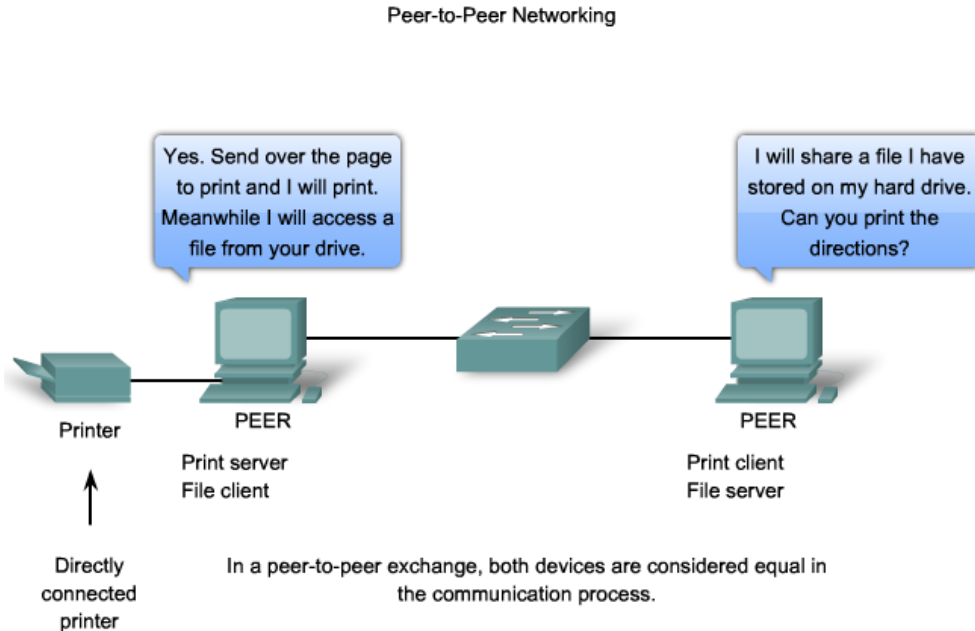 Peer-to-Peer Networking
Yes. Send over the page
to print and I will print.
Meanwhile I will access a
file from your drive.
I will share a file I have
stored on my hard drive.
Can you print the
directions?
Printer
PEER
PEER
Print server
File client
Print client
File server
Directly
connected
printer
In a peer-to-peer exchange, both devices are considered equal in
the communication process.